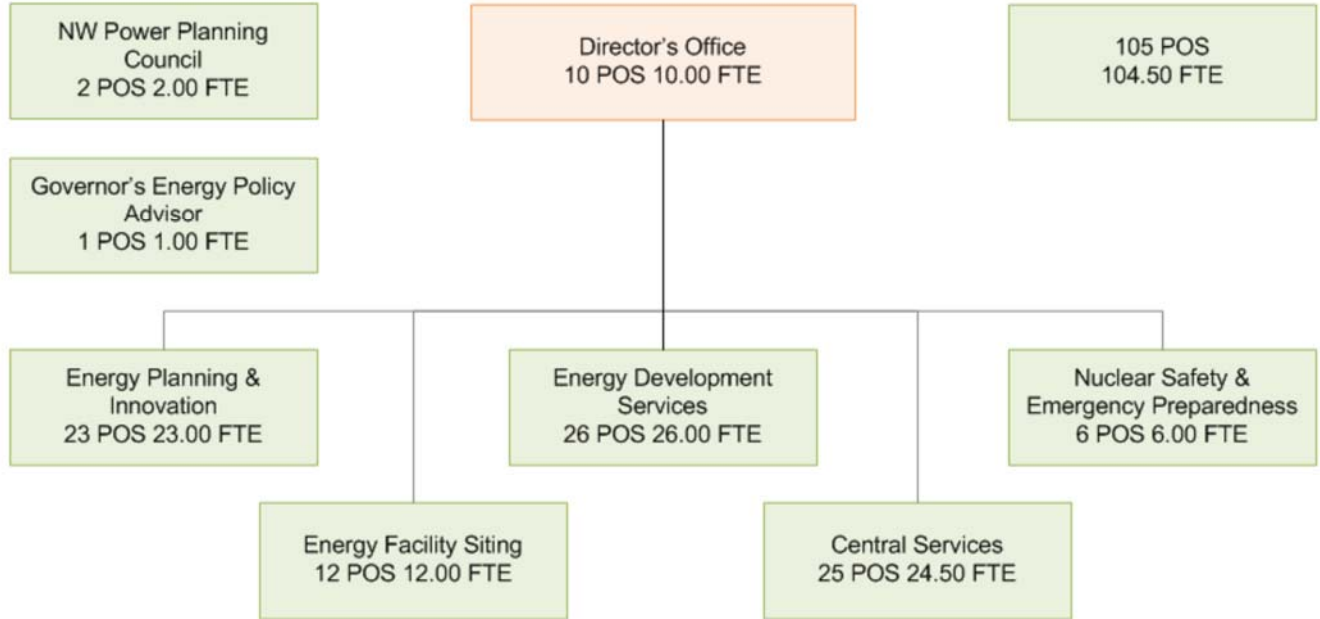 NW Power Planning
Council
2 POS 2.00 FTE
Director’s Office
10 POS 10.00 FTE
105 POS
104.50 FTE
Governor’s Energy Policy
Advisor
1 POS 1.00 FTE
Energy Planning &
Innovation
23 POS 23.00 FTE
Energy Development
Services
26 POS 26.00 FTE
Nuclear Safety &
Emergency Preparedness
6 POS 6.00 FTE
Energy Facility Siting
12 POS 12.00 FTE
Central Services
25 POS 24.50 FTE